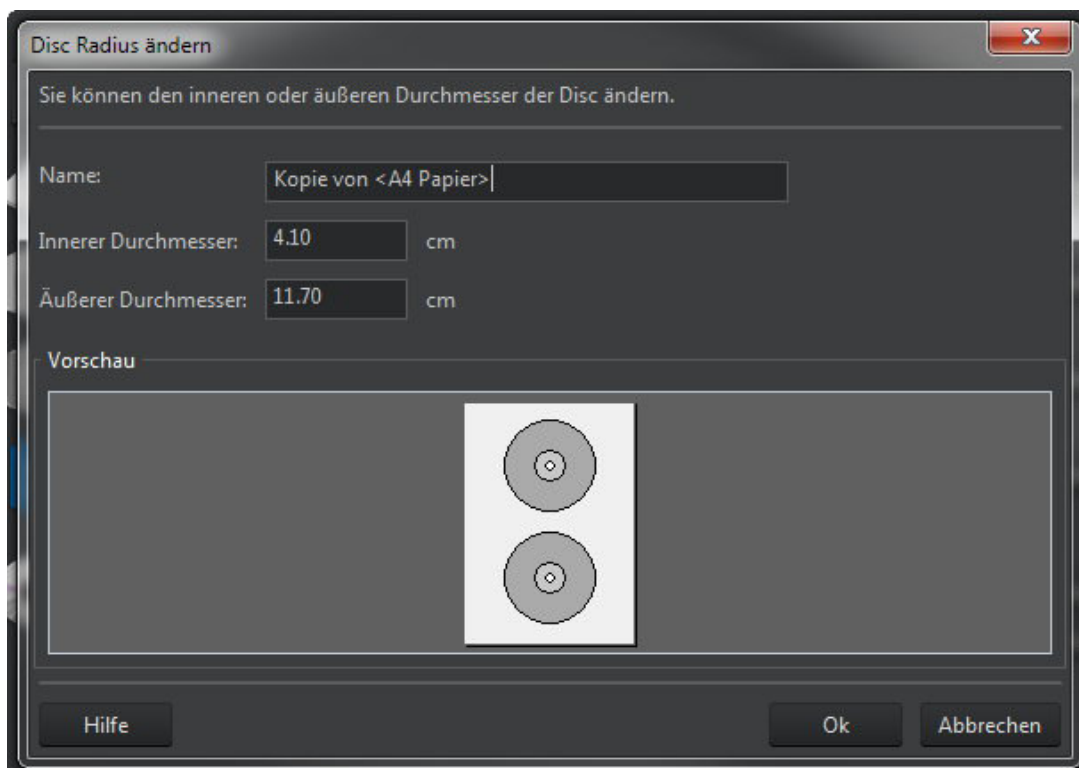 Disc Radius ändern
Sie können den inneren oder äußeren Durchmesser der Disc ändern.
Name: Kopie von <A4 Papier>
Innerer Durchmesser: 4.10 cm
Äußerer Durchmesser: 11.70 cm
Vorschau
Hilfe Ok Abbrechen